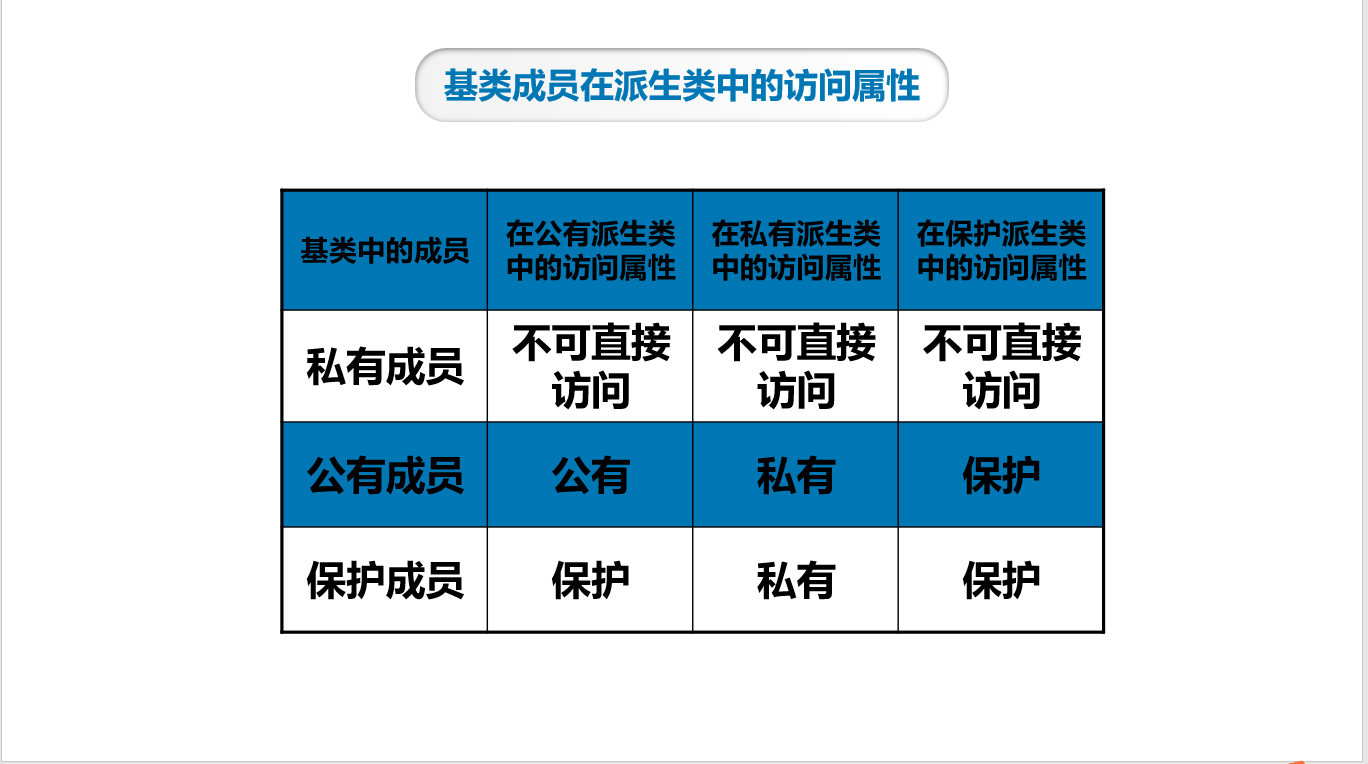 基类成员在派生类中的访问属性
基类中的成员
在公有派生类
中的访问属性
在私有派生类
中的访问属性
在保护派生类
中的访问属性
私有成员
不可直接
访问
不可直接
访问
不可直接
访问
公有成员
公有
私有
保护
保护成员
保护
私有
保护